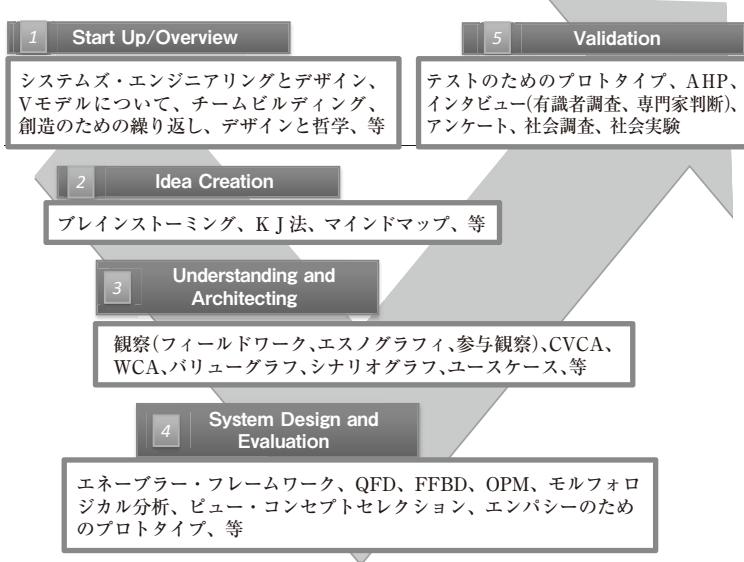 1 Start Up/Overview
システムズ・エンジニアリングとデザイン、
Vモデルについて、チームビルディング、
創造のための繰り返し、デザインと哲学、等
5 Validation
テストのためのプロトタイプ、AHP、
インタビュー(有識者調査、専門家判断)、
アンケート、社会調査、社会実験
2 Idea Creation
ブレインストーミング、KJ法、マインドマップ、等
3 Understanding and
Architecting
観察(フィールドワーク、エスノグラフィ、参与観察)、CVCA、
WCA、バリューグラフ、シナリオグラフ、ユースケース、等
4 System Design and
Evaluation
エネーブラー・フレームワーク、QFD、FFBD、OPM、モルフォロ
ジカル分析、ピュー・コンセプトセレクション、エンパシーのため
のプロトタイプ、等